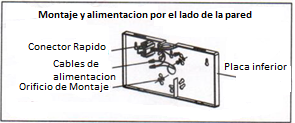 Montaje y alimentacion por el lado de la pared
Conector Rapido
Cables de
alimentacion
Orificio de Montaje
Placa inferior